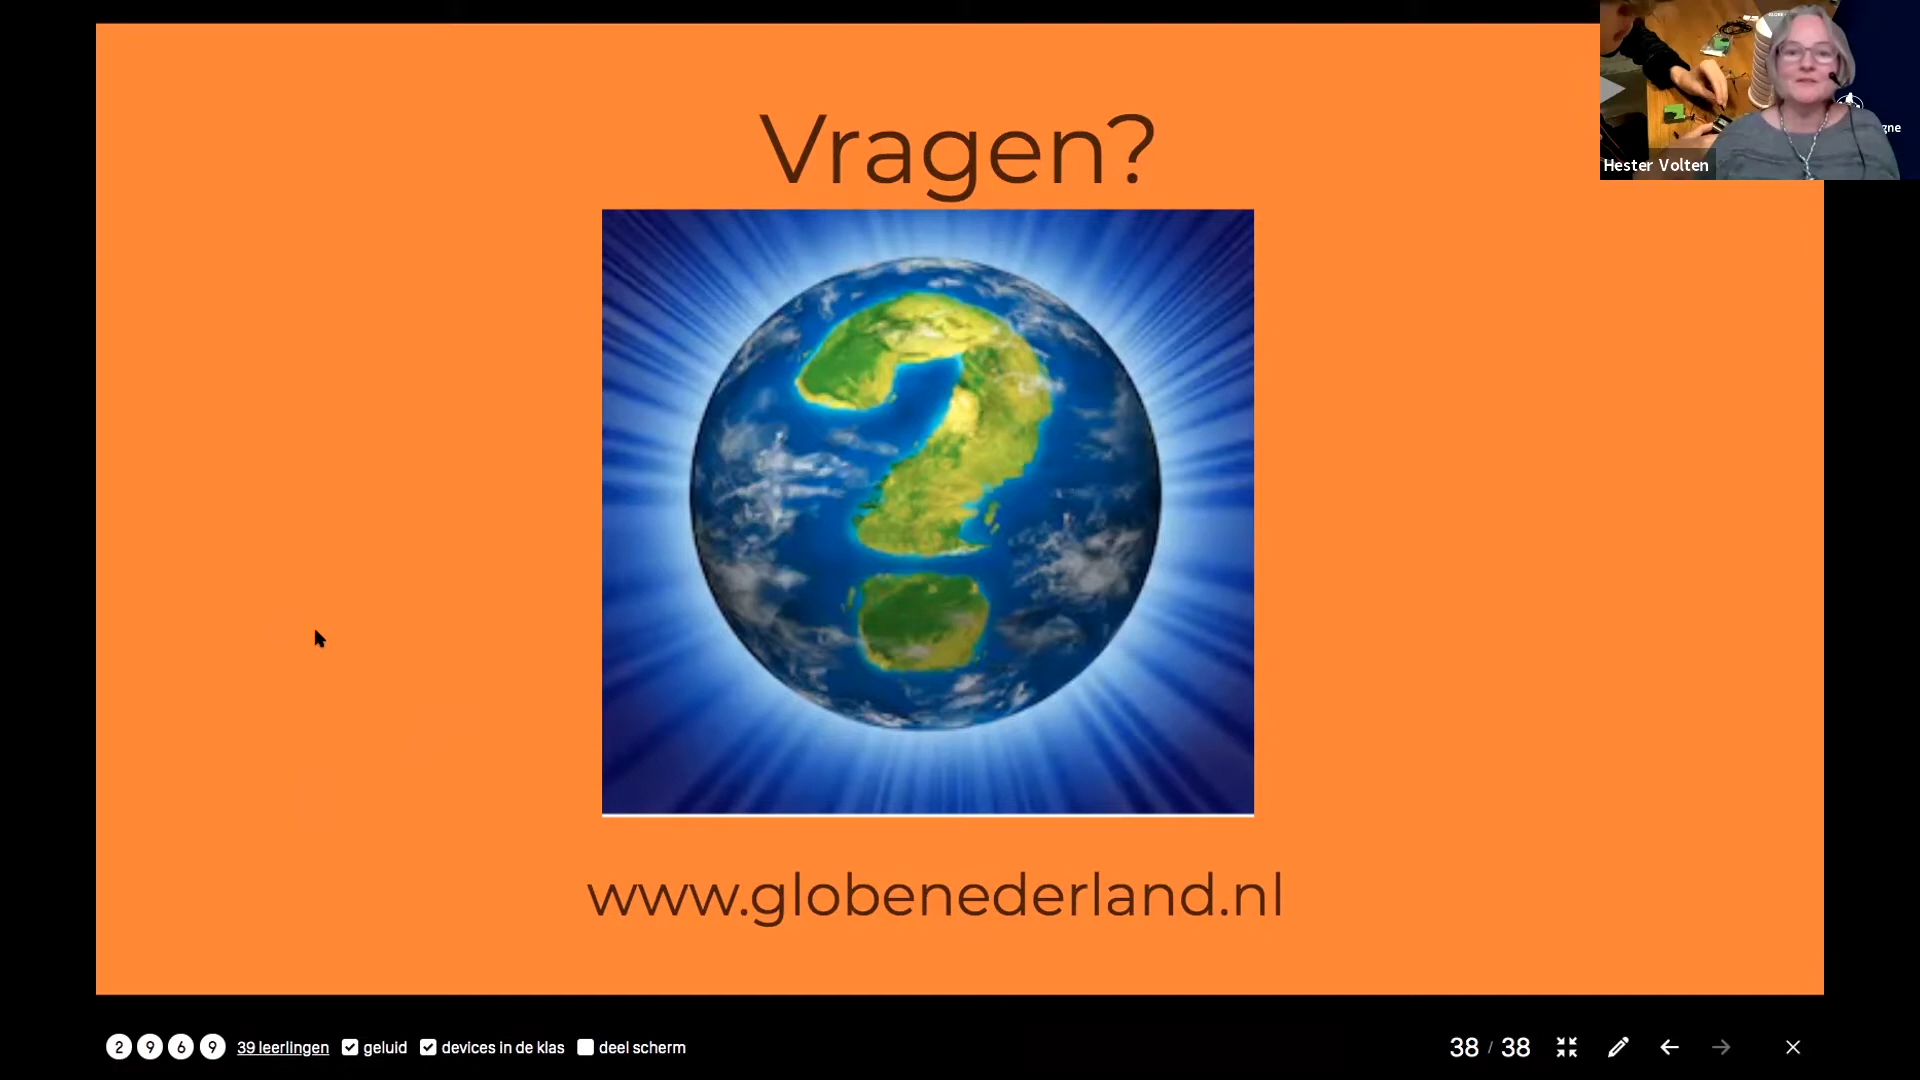 Vragen?
gne
Hester Volten
www.globenederland.nl
2 9 6 9 39 leerlingen geluid devices in de klas deel scherm 38 / 38